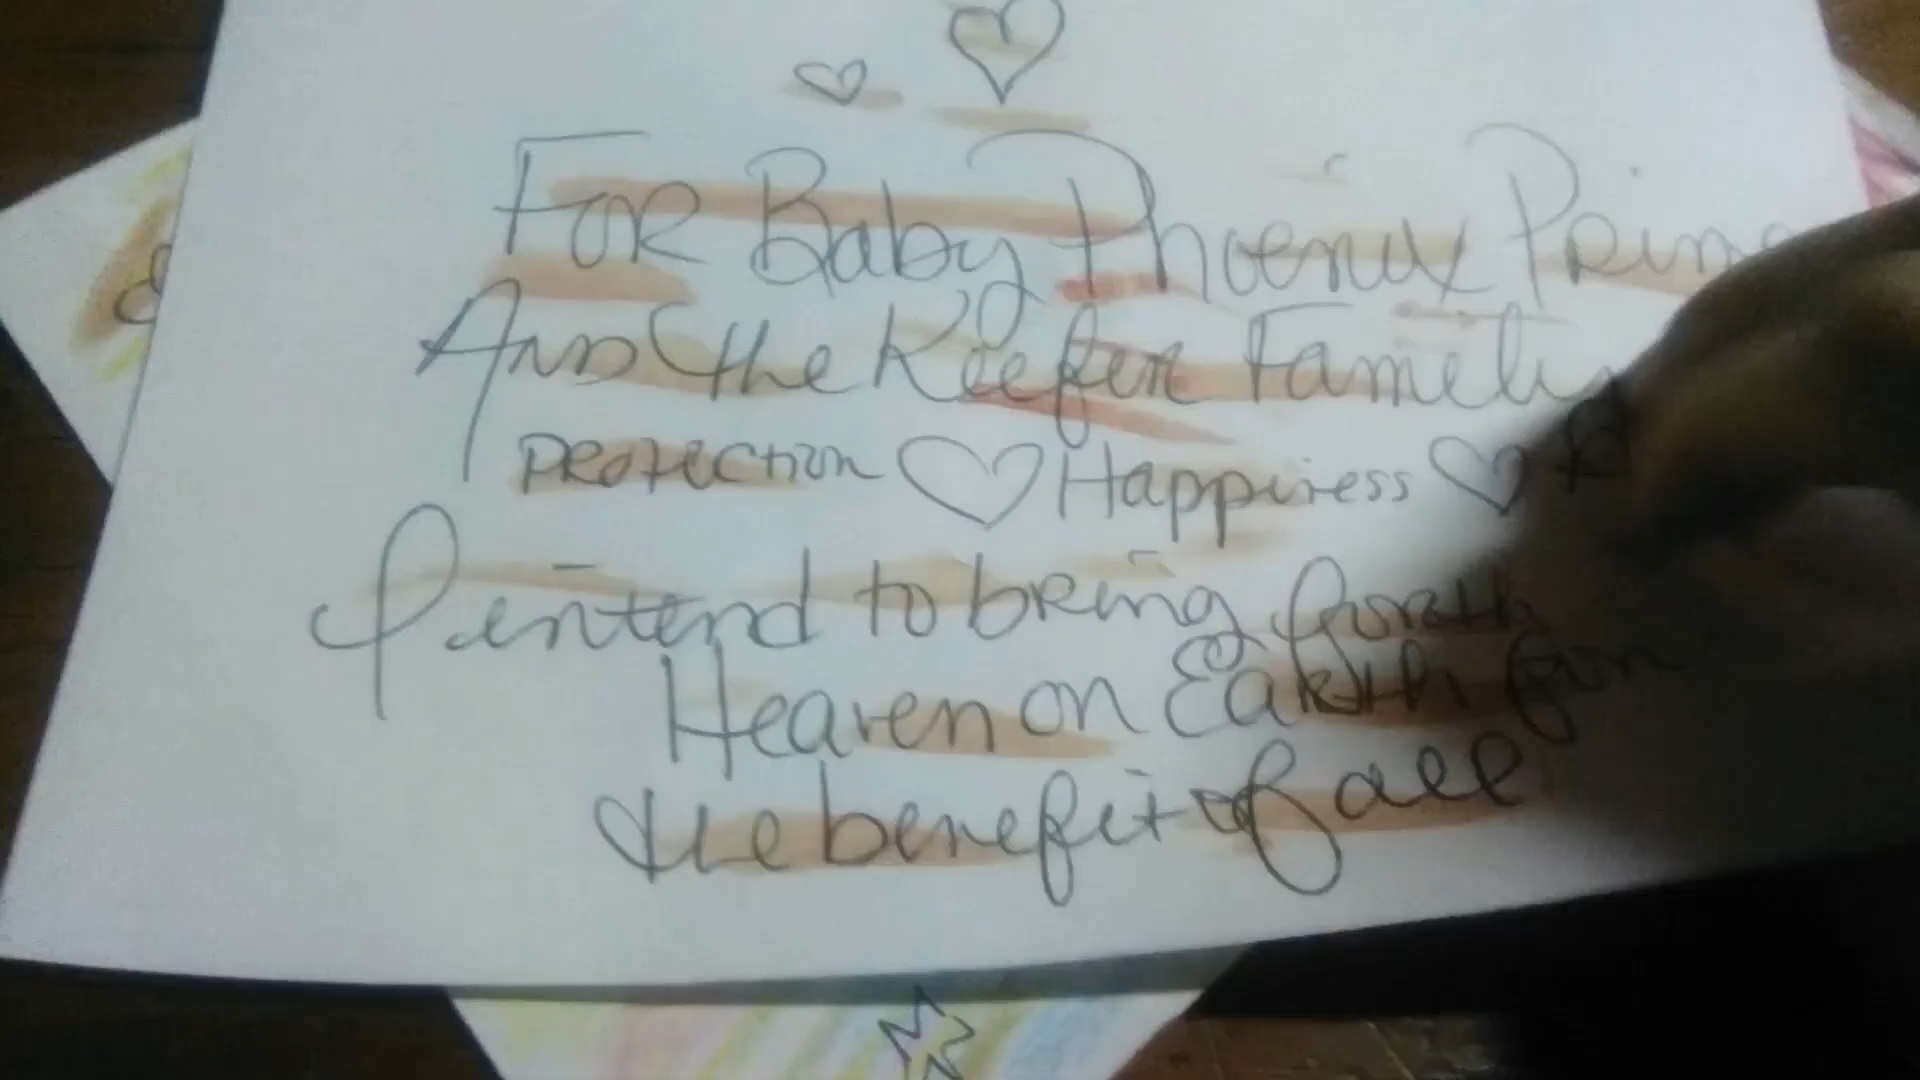 For Baby Phoenix
And the Keefer Family
Protection Happiness
I intend to bring forth
Heaven on Earth for
the benefit of all